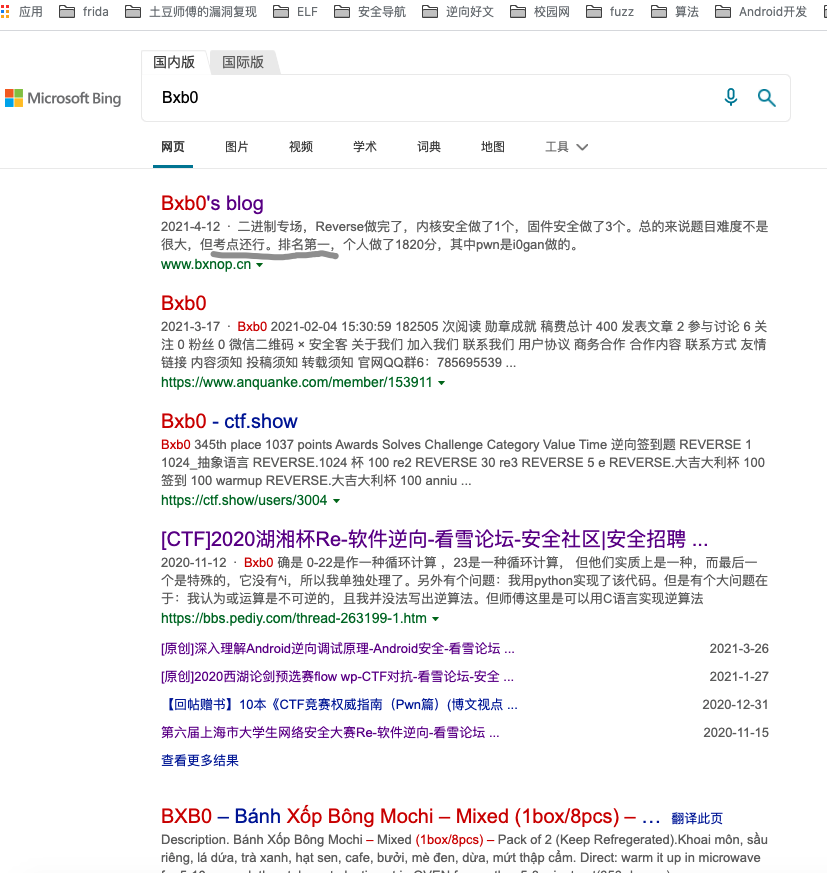 应用 frida 土豆师傅的漏洞复现 ELF 安全导航 逆向好文 校园网 fuzz 算法 Android开发
国内版 国际版
Microsoft Bing Bxb0
网页 图片 视频 学术 词典 地图 工具
Bxb0's blog
2021-4-12 · 二进制专场，Reverse做完了，内核安全做了1个，固件安全做了3个。总的来说题目难度不是
很大，但考点还行。排名第一，个人做了1820分，其中pwn是i0gan做的。
www.bxnop.cn
Bxb0
2021-3-17 · Bxb0 2021-02-04 15:30:59 182505 次阅读 勋章成就 稿费总计 400 发表文章 2 参与讨论 6 关
注 0 粉丝 0 微信二维码 × 安全客 关于我们 加入我们 联系我们 用户协议 商务合作 合作内容 联系方式 友情
链接 内容须知 投稿须知 转载须知 官网QQ群6：785695539 ...
https://www.anquanke.com/member/153911
Bxb0 - ctf.show
Bxb0 345th place 1037 points Awards Solves Challenge Category Value Time 逆向签到题 REVERSE 1
1024_抽象语言 REVERSE.1024 杯 100 re2 REVERSE 30 re3 REVERSE 5 e REVERSE.大吉大利杯 100
签到 100 warmup REVERSE.大吉大利杯 100 anniu ...
https://ctf.show/users/3004
[CTF]2020湖湘杯Re-软件逆向-看雪论坛-安全社区|安全招聘 ...
2020-11-12 · Bxb0 确是 0-22是作一种循环计算 ，23是一种循环计算， 但他们实质上是一种，而最后一
个是特殊的，它没有^i，所以我单独处理了。另外有个问题：我用python实现了该代码。但是有个大问题在
于：我认为或运算是不可逆的，且我并没法写出逆算法。但师傅这里是可以用C语言实现逆算法
https://bbs.pediy.com/thread-263199-1.htm
[原创]深入理解Android逆向调试原理-Android安全-看雪论坛 ... 2021-3-26
[原创]2020西湖论剑预选赛flow wp-CTF对抗-看雪论坛-安全 ... 2021-1-27
【回帖赠书】10本《CTF竞赛权威指南（Pwn篇）(博文视点 ... 2020-12-31
第六届上海市大学生网络安全大赛Re-软件逆向-看雪论坛 ... 2020-11-15
查看更多结果
BXB0 – Bánh Xốp Bông Mochi – Mixed (1box/8pcs) – … 翻译此页
Description. Bánh Xốp Bông Mochi – Mixed (1box/8pcs) – Pack of 2 (Keep Refregerated).Khoai môn, sầu
riêng, lá dứa, trà xanh, hạt sen, cafe, bưởi, mè đen, dừa, mứt thập cẩm. Direct: warm it up in microwave